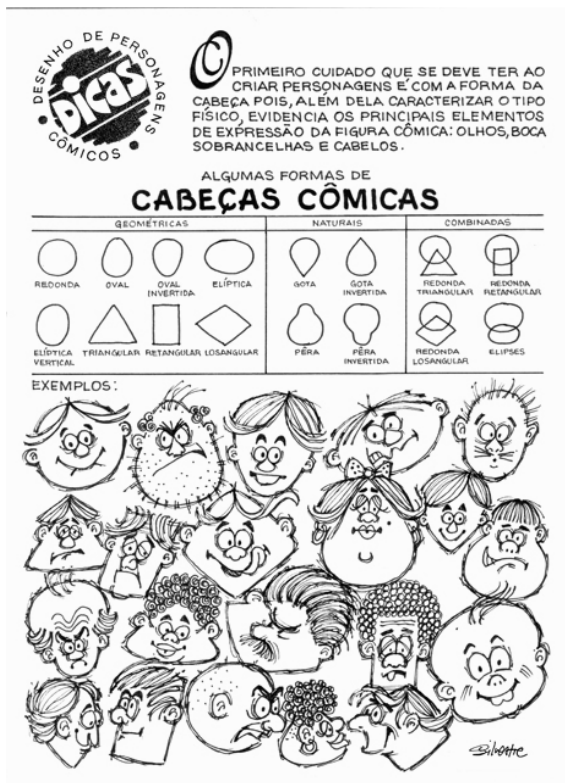 DESENHO DE PERSONAGENS
DICAS
CÔMICOS
O PRIMEIRO CUIDADO QUE SE DEVE TER AO
CRIAR PERSONAGENS É COM A FORMA DA
CABEÇA POIS, ALÉM DELA CARACTERIZAR O TIPO
FÍSICO, EVIDENCIA OS PRINCIPAIS ELEMENTOS
DE EXPRESSÃO DA FIGURA CÔMICA: OLHOS, BOCA
SOBRANCELHAS E CABELOS.
ALGUMAS FORMAS DE
CABEÇAS CÔMICAS
GEOMÉTRICAS NATURAIS COMBINADAS
REDONDA OVAL OVAL INVERTIDA ELÍPTICA GOTA GOTA INVERTIDA REDONDA TRIANGULAR REDONDA RETANGULAR
ELÍPTICA VERTICAL TRIANGULAR RETANGULAR LOSANGULAR PÊRA PÊRA INVERTIDA REDONDA LOSANGULAR ELIPSES
EXEMPLOS:
Silvestre